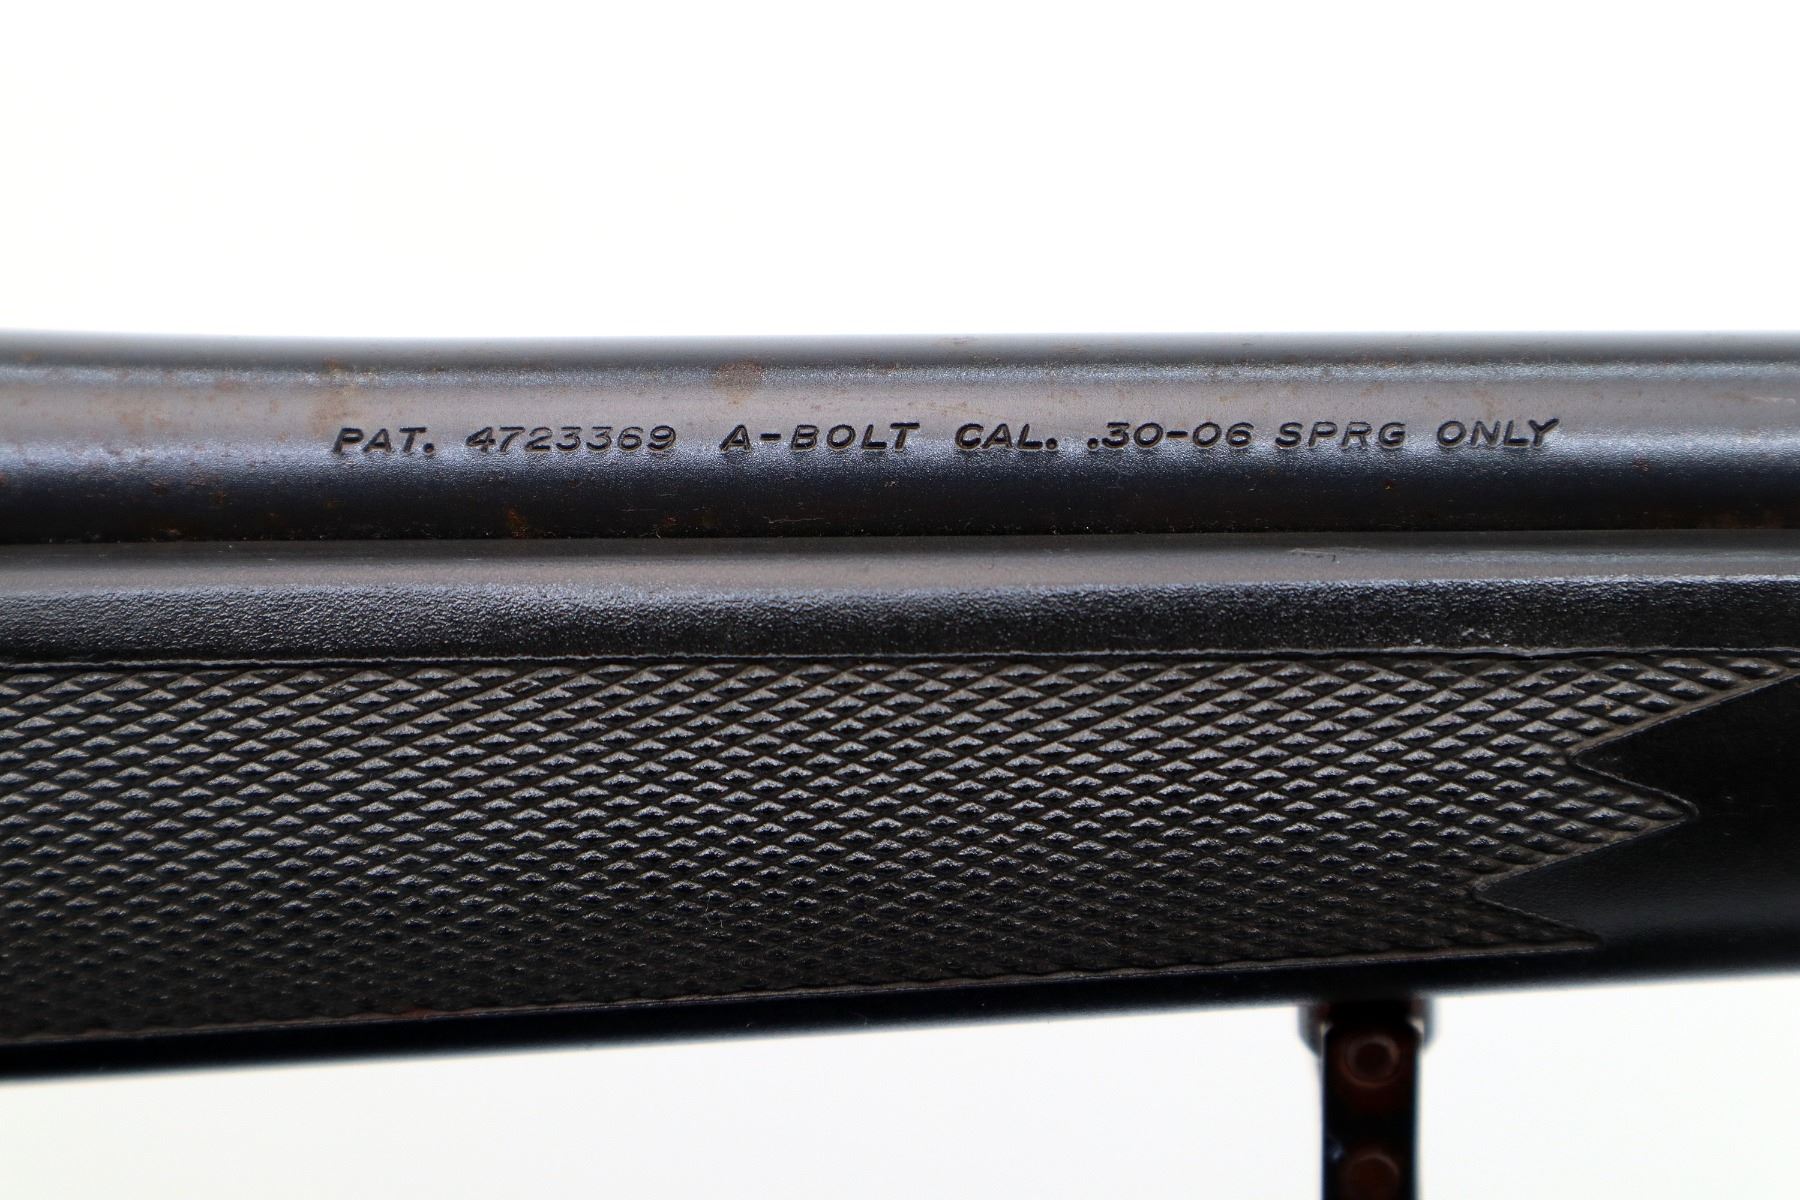 PAT. 4723369 A-BOLT CAL. .30-06 SPRG ONLY